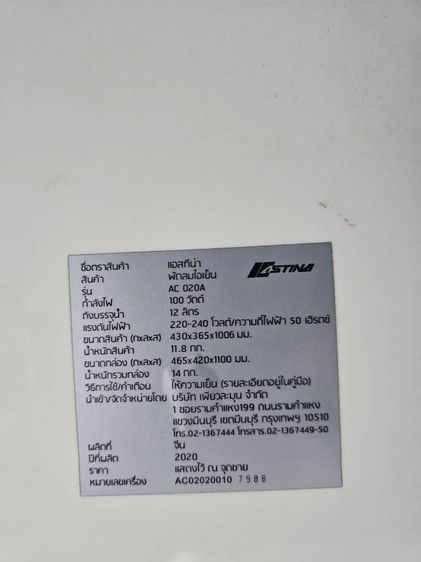 ชื่อตราสินค้า แอสทีน่า ASTINA
สินค้า พัดลมไอเย็น
รุ่น AC 020A
กำลังไฟ 100 วัตต์
ถังบรรจุน้ำ 12 ลิตร
แรงดันไฟฟ้า 220-240 โวลต์/ความถี่ไฟฟ้า 50 เฮิรตซ์
ขนาดสินค้า (กxลxส) 430x365x1006 มม.
น้ำหนักสินค้า 11.8 กก.
ขนาดกล่อง (กxลxส) 465x420x1100 มม.
น้ำหนักรวมกล่อง 14 กก.
วิธีการใช้/คำเตือน ให้ความเย็น (รายละเอียดอยู่ในคู่มือ)
นำเข้า/จัดจำหน่ายโดย บริษัท เพียวละมุน จำกัด
1 ซอยรามคำแหง199 ถนนรามคำแหง
แขวงมีนบุรี เขตมีนบุรี กรุงเทพฯ 10510
โทร.02-1367444 โทรสาร.02-1367449-50
ผลิตที่ จีน
ปีที่ผลิต 2020
ราคา แสดงไว้ ณ จุดขาย
หมายเลขเครื่อง AC02020010 7988